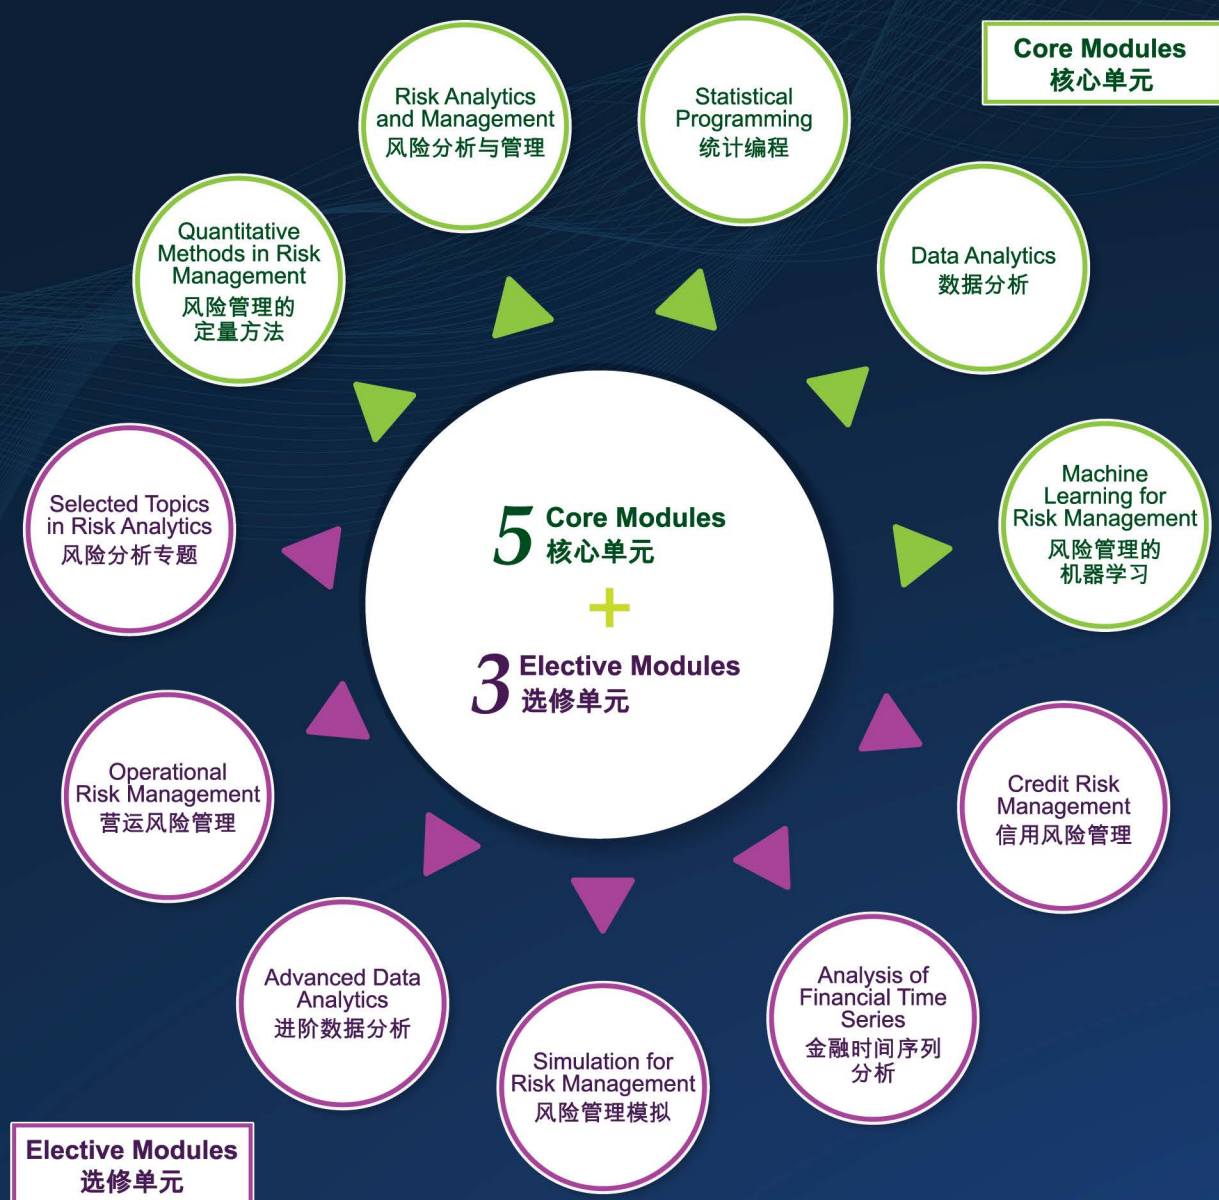 Core Modules
核心单元
Risk Analytics
and Management
风险分析与管理
Statistical
Programming
统计编程
Quantitative
Methods in Risk
Management
风险管理的
定量方法
Data Analytics
数据分析
Selected Topics
in Risk Analytics
风险分析专题
Machine
Learning for
Risk Management
风险管理的
机器学习
5 Core Modules
核心单元
+
3 Elective Modules
选修单元
Operational
Risk Management
营运风险管理
Credit Risk
Management
信用风险管理
Advanced Data
Analytics
进阶数据分析
Analysis of
Financial Time
Series
金融时间序列
分析
Simulation for
Risk Management
风险管理模拟
Elective Modules
选修单元